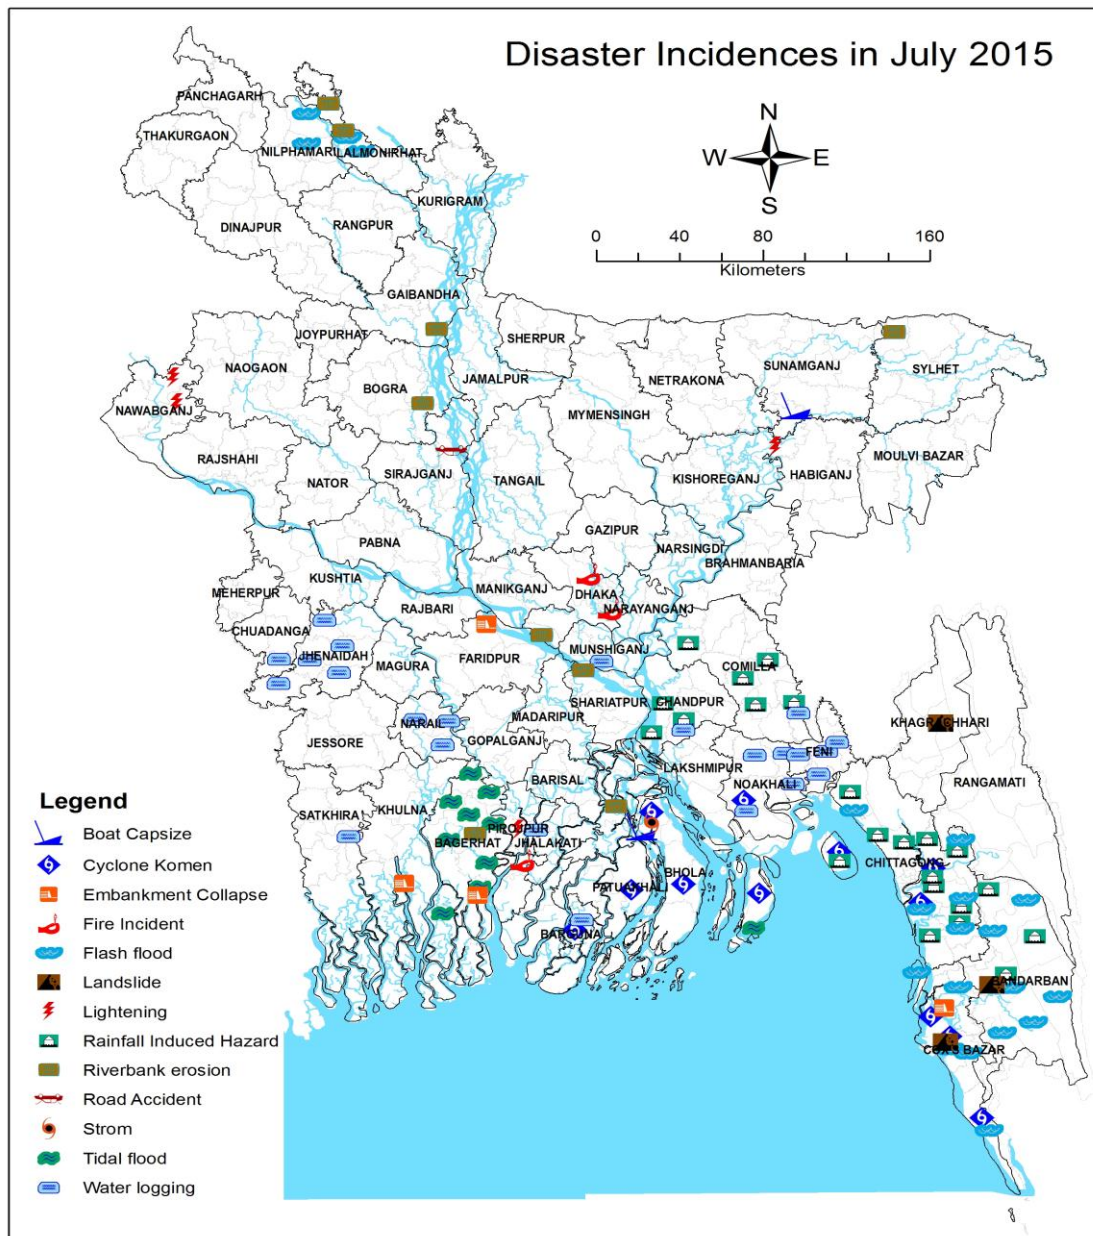 Disaster Incidences in July 2015
N
W E
S
0 40 80 160
Kilometers
PANCHAGARH
THAKURGAON
NILPHAMARI
LALMONIRHAT
KURIGRAM
DINAJPUR
RANGPUR
GAIBANDHA
JOYPURHAT
SHERPUR
NAOGAON
BOGRA
JAMALPUR
NETRAKONA
SUNAMGANJ
SYLHET
NAWABGANJ
MYMENSINGH
RAJSHAHI
NATOR
SIRAJGANJ
TANGAIL
KISHOREGANJ
HABIGANJ
MOULVI BAZAR
GAZIPUR
PABNA
NARSINGDI
BRAHMANBARIA
KUSHTIA
MEHERPUR
MANIKGANJ
DHAKA
RAJBARI
NARAYANGANJ
CHUADANGA
JHENAIDAH
MAGURA
FARIDPUR
MUNSHIGANJ
COMILLA
SHARIATPUR
CHANDPUR
NARAIL
MADARIPUR
KHAGRACHHARI
JESSORE
GOPALGANJ
FENI
LAKSHMIPUR
BARISAL
NOAKHALI
RANGAMATI
SATKHIRA
KHULNA
PIROJPUR
BAGERHAT
JHALAKATI
CHITTAGONG
BHOLA
PATUAKHALI
BARGUNA
BANDARBAN
COX'S BAZAR
Legend
Boat Capsize
Cyclone Komen
Embankment Collapse
Fire Incident
Flash flood
Landslide
Lightening
Rainfall Induced Hazard
Riverbank erosion
Road Accident
Strom
Tidal flood
Water logging